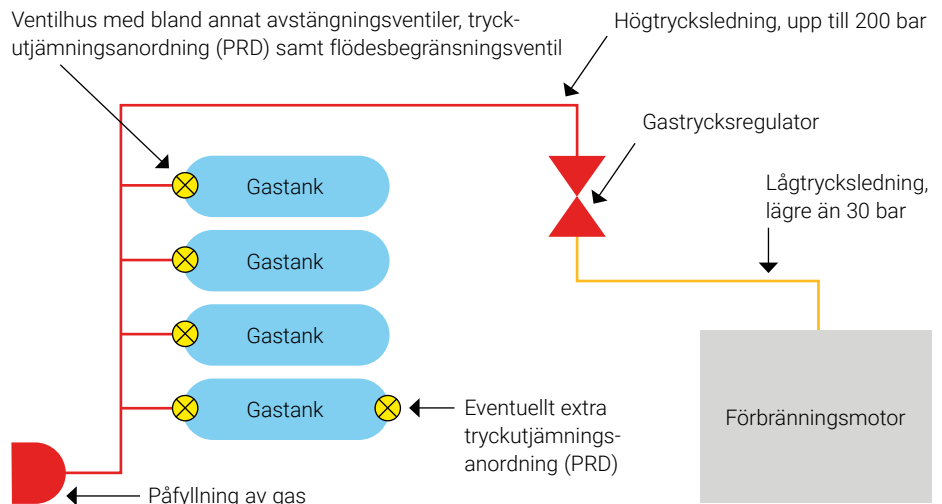 Ventilhus med bland annat avstängningsventiler, tryck-
utjämningsanordning (PRD) samt flödesbegränsningsventil
Högtrycksledning, upp till 200 bar
Gastrycksregulator
Lågtrycksledning,
lägre än 30 bar
Gastank
Gastank
Gastank
Gastank
Eventuellt extra
tryckutjämnings-
anordning (PRD)
Förbränningsmotor
Påfyllning av gas